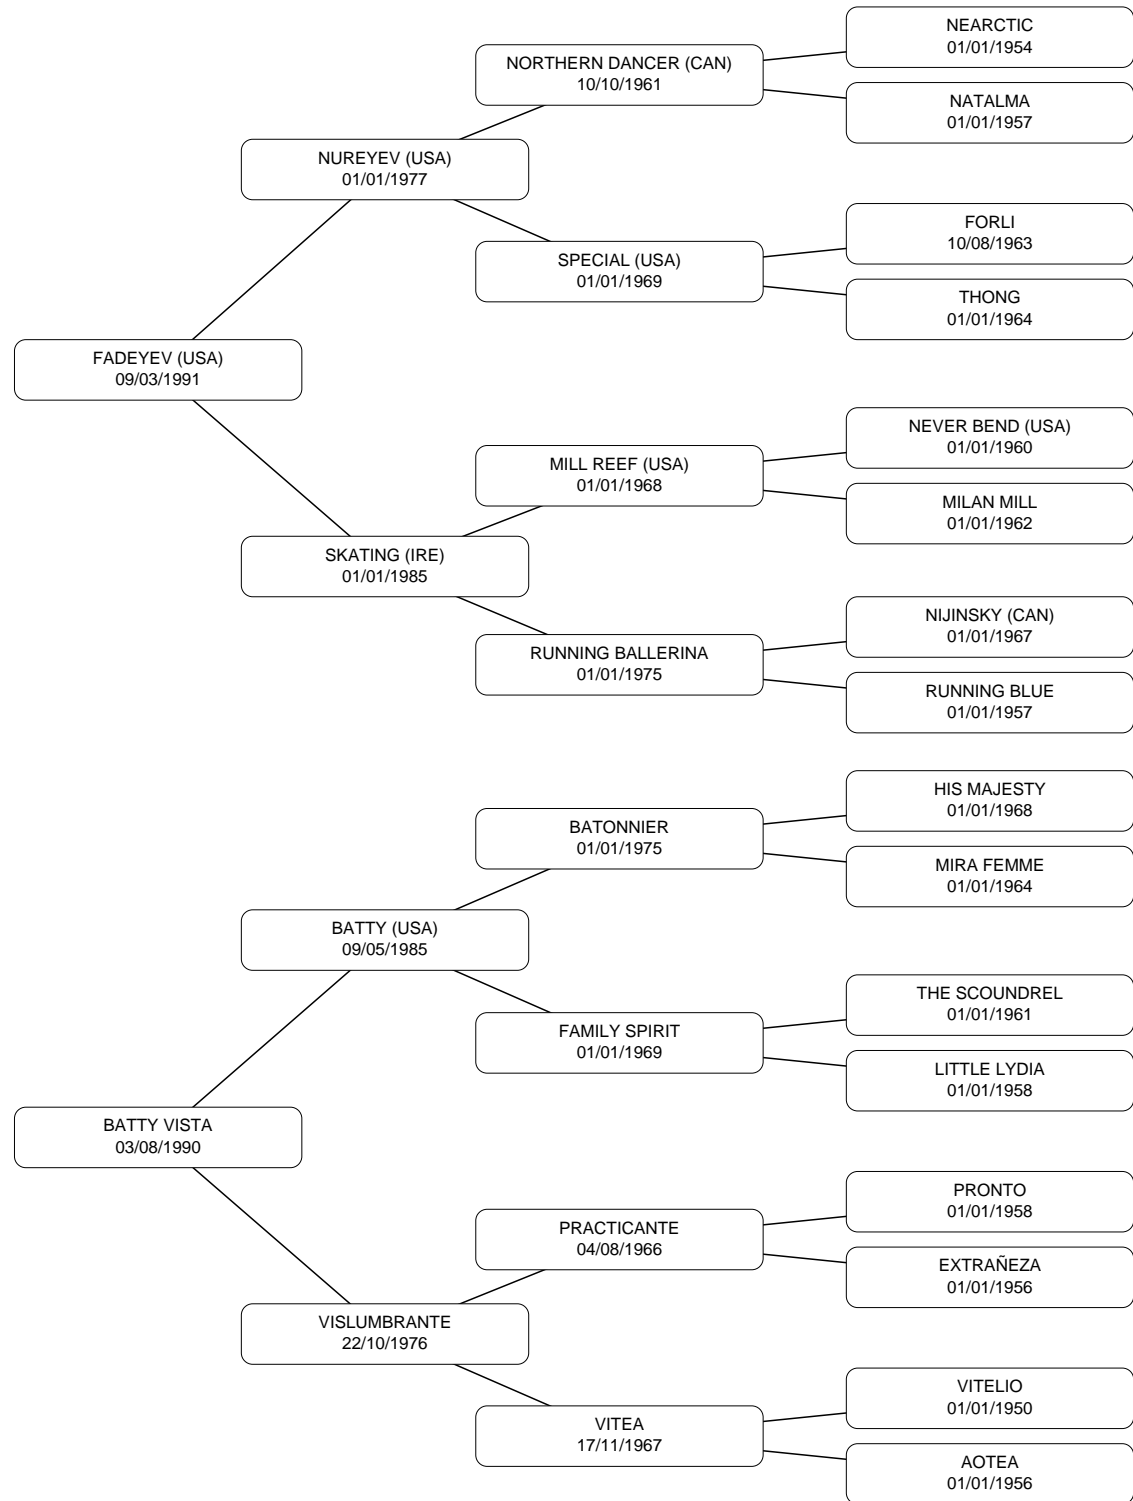 NEARCTIC
01/01/1954
NORTHERN DANCER (CAN)
10/10/1961
NATALMA
01/01/1957
NUREYEV (USA)
01/01/1977
FORLI
10/08/1963
SPECIAL (USA)
01/01/1969
THONG
01/01/1964
FADEYEV (USA)
09/03/1991
NEVER BEND (USA)
01/01/1960
MILL REEF (USA)
01/01/1968
MILAN MILL
01/01/1962
SKATING (IRE)
01/01/1985
NIJINSKY (CAN)
01/01/1967
RUNNING BALLERINA
01/01/1975
RUNNING BLUE
01/01/1957
HIS MAJESTY
01/01/1968
BATONNIER
01/01/1975
MIRA FEMME
01/01/1964
BATTY (USA)
09/05/1985
THE SCOUNDREL
01/01/1961
FAMILY SPIRIT
01/01/1969
LITTLE LYDIA
01/01/1958
BATTY VISTA
03/08/1990
PRONTO
01/01/1958
PRACTICANTE
04/08/1966
EXTRAÑEZA
01/01/1956
VISLUMBRANTE
22/10/1976
VITELIO
01/01/1950
VITEA
17/11/1967
AOTEA
01/01/1956